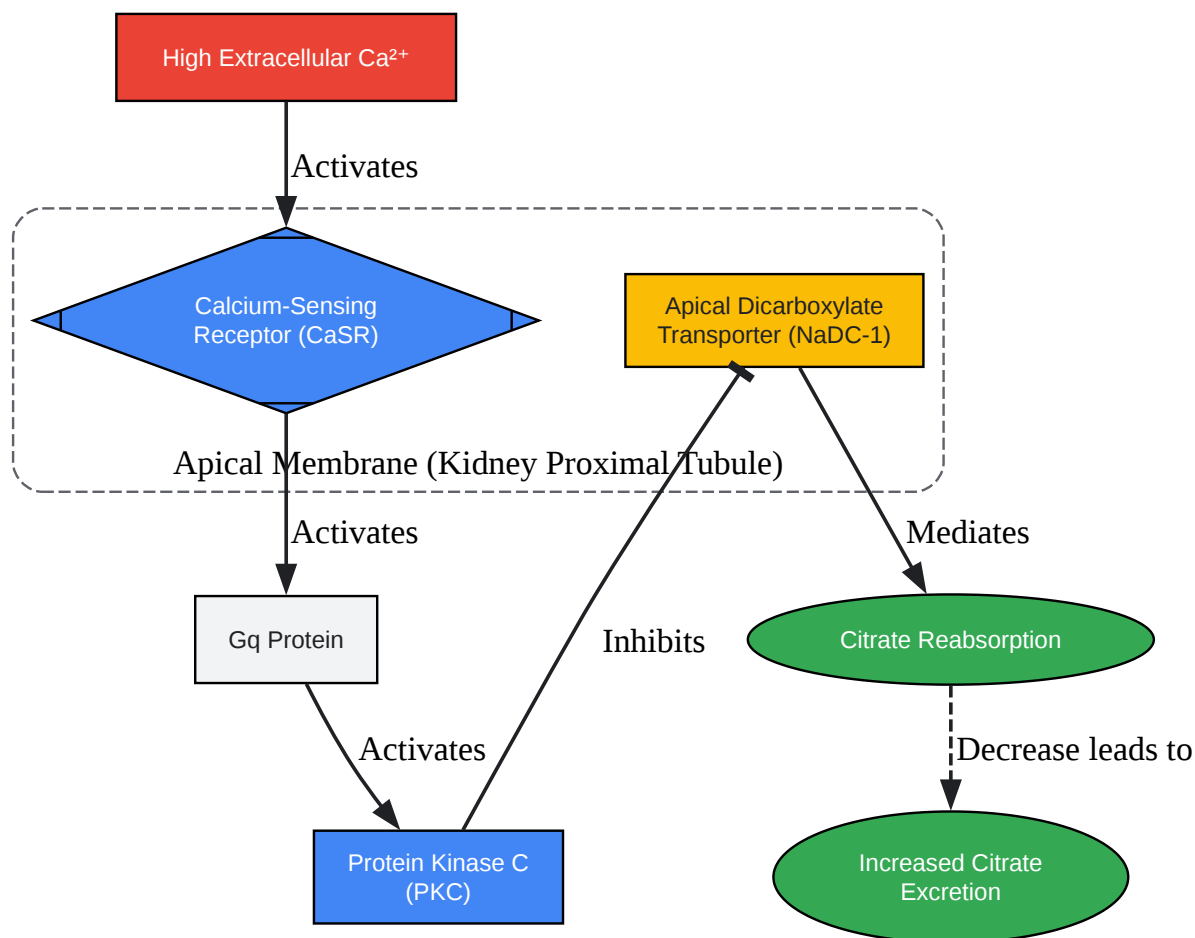 High Extracellular Ca²⁺
Activates
Calcium-Sensing
Receptor (CaSR)
Apical Dicarboxylate
Transporter (NaDC-1)
Apical Membrane (Kidney Proximal Tubule)
Activates
Mediates
Gq Protein
Inhibits
Citrate Reabsorption
Activates
Decrease leads to
Protein Kinase C
(PKC)
Increased Citrate
Excretion